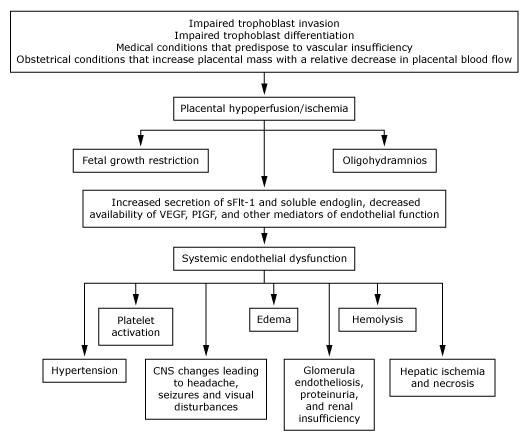 Impaired trophoblast invasion
Impaired trophoblast differentiation
Medical conditions that predispose to vascular insufficiency
Obstetrical conditions that increase placental mass with a relative decrease in placental blood flow
Placental hypoperfusion/ischemia
Fetal growth restriction
Oligohydramnios
Increased secretion of sFlt-1 and soluble endoglin, decreased
availability of VEGF, PIGF, and other mediators of endothelial function
Systemic endothelial dysfunction
Platelet
activation
Edema
Hemolysis
Hypertension
CNS changes leading
to headache,
seizures and visual
disturbances
Glomerula
endotheliosis,
proteinuria,
and renal
insufficiency
Hepatic ischemia
and necrosis